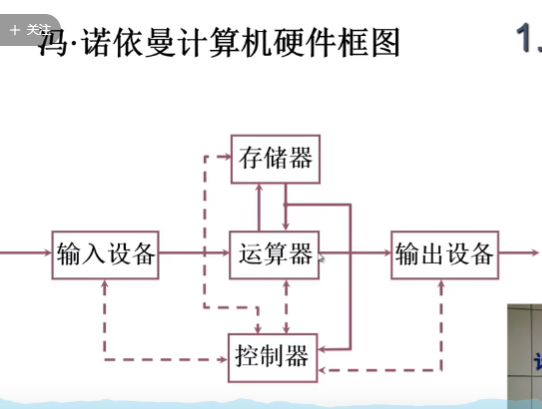 + 关注
冯·诺依曼计算机硬件框图
1.
存储器
输入设备
运算器
输出设备
控制器